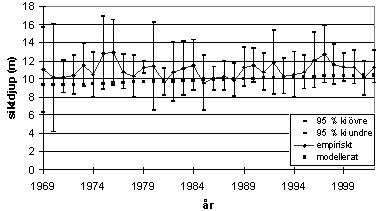 18
16
14
12
10
8
6
4
2
0
siktdjup (m)
95 % ki övre
95 % ki undre
empiriskt
modellerat
1969 1974 1979 1984 1989 1994 1999
år